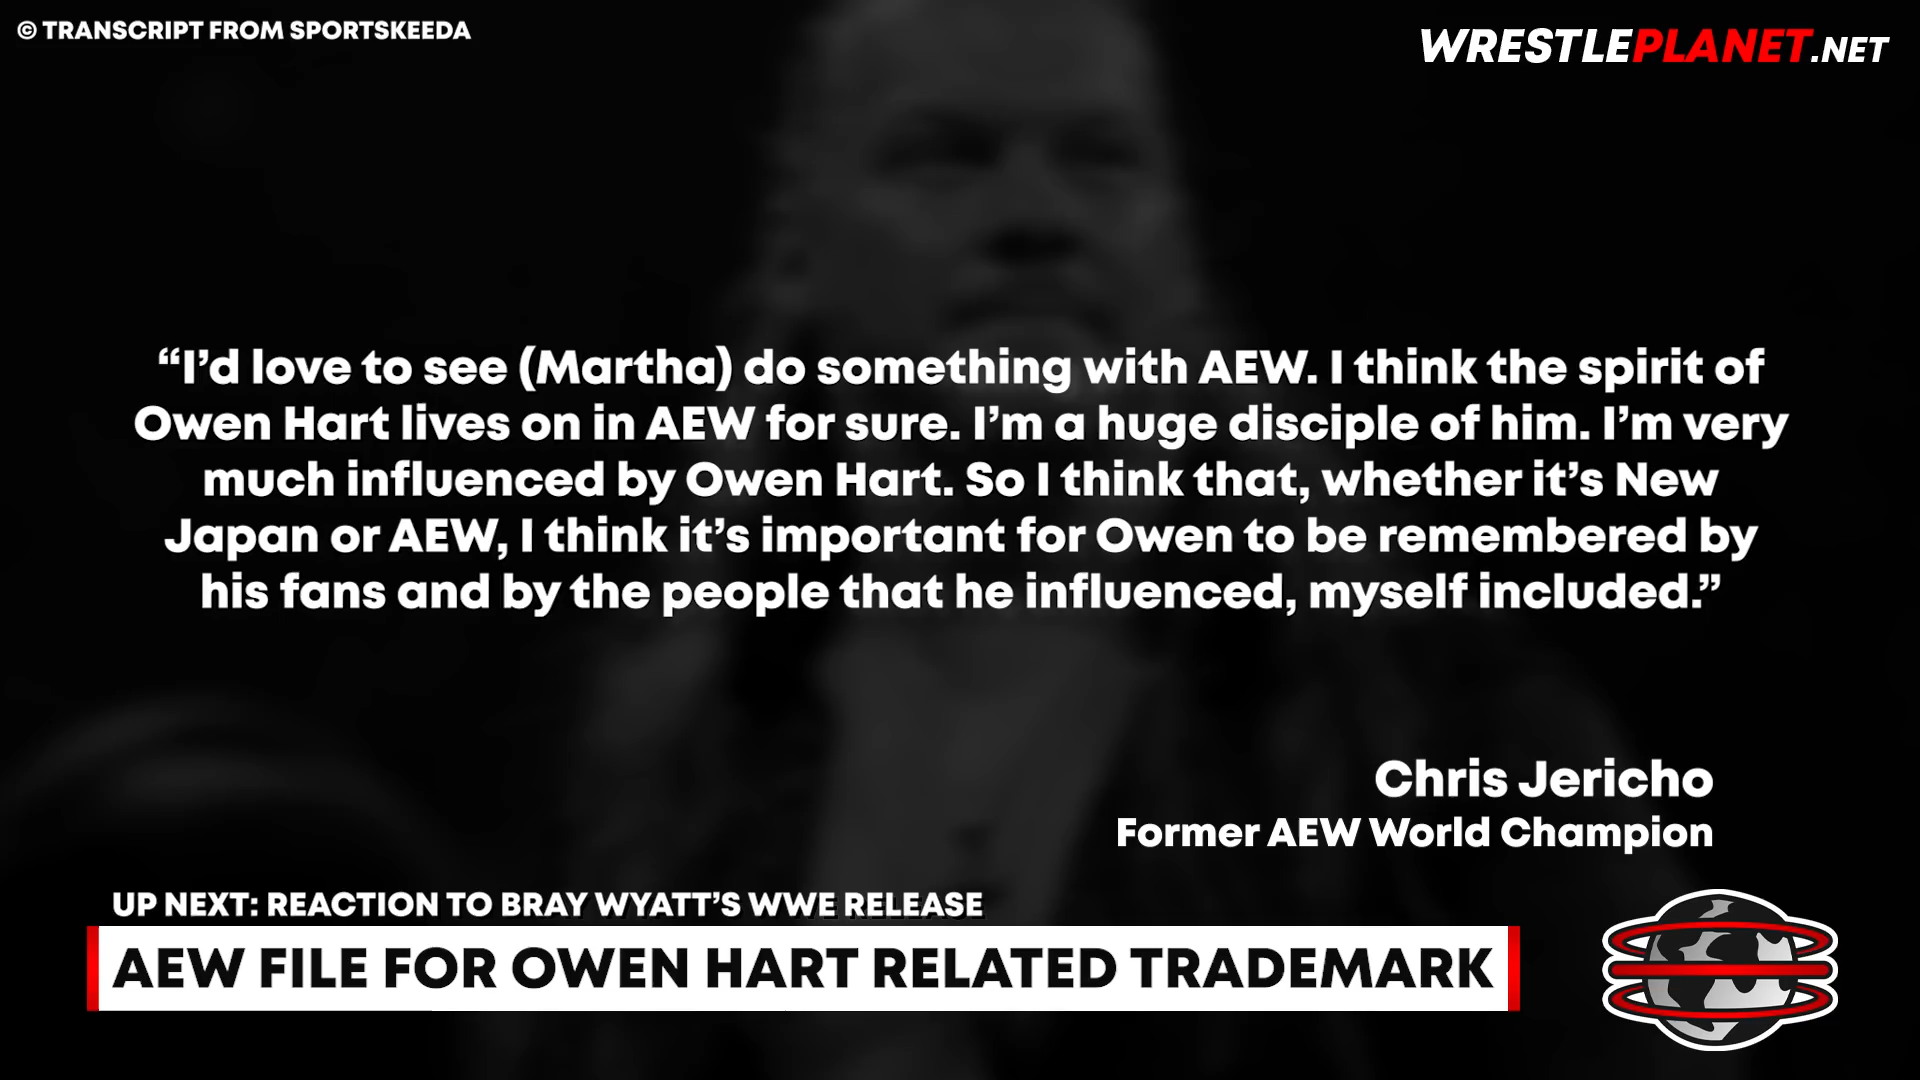 © TRANSCRIPT FROM SPORTSKEEDA
WRESTLEPLANET.NET
“I’d love to see (Martha) do something with AEW. I think the spirit of
Owen Hart lives on in AEW for sure. I’m a huge disciple of him. I’m very
much influenced by Owen Hart. So I think that, whether it’s New
Japan or AEW, I think it’s important for Owen to be remembered by
his fans and by the people that he influenced, myself included.”
Chris Jericho
Former AEW World Champion
UP NEXT: REACTION TO BRAY WYATT’S WWE RELEASE
AEW FILE FOR OWEN HART RELATED TRADEMARK